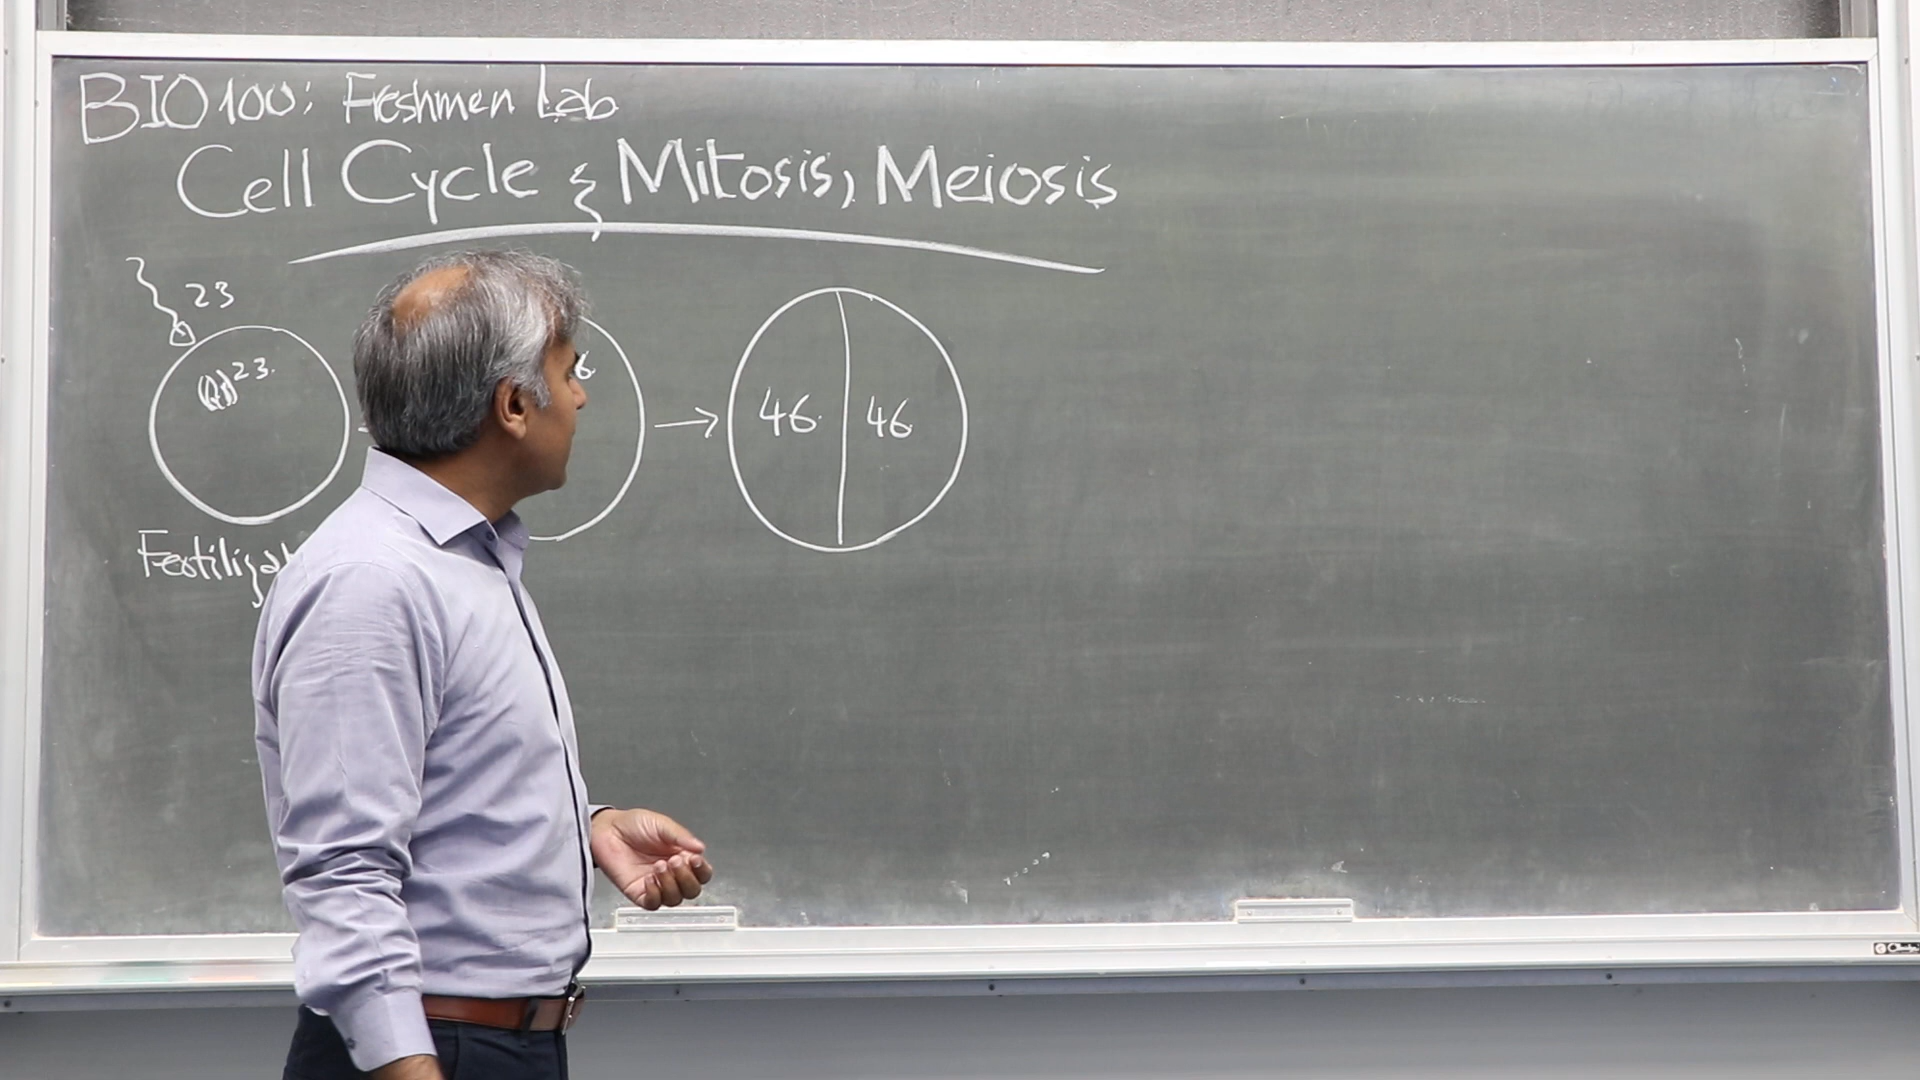 BIO 100: Freshmen Lab
Cell Cycle & Mitosis, Meiosis
23
23
46 46